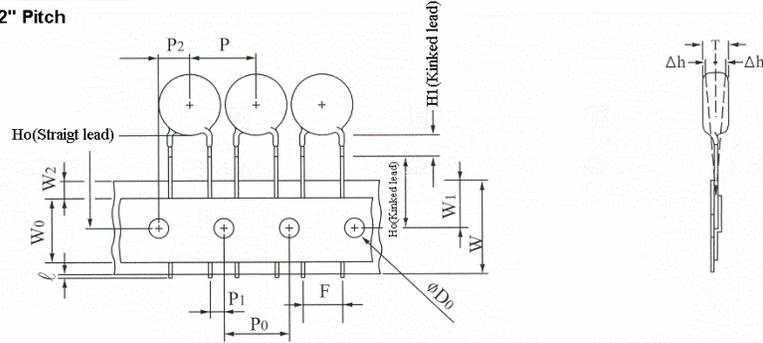 2" Pitch
P2
P
H1(Kinked lead)
T
Δh
Δh
Ho(Straigt lead)
W2
W0
Ho(Kinked lead)
W1
W
ℓ
P1
F
P0
øD0